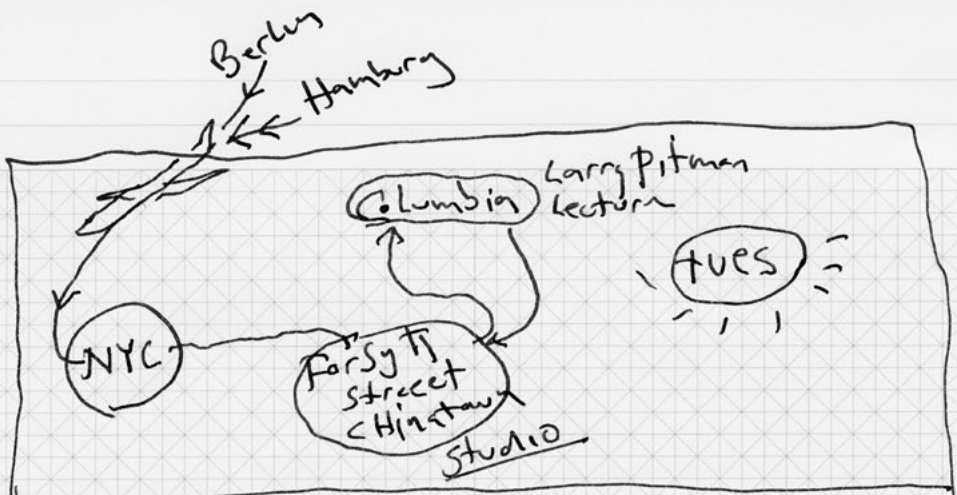 Berlin
Hamburg
Columbia
Larry Pitman
Lecture
tues
NYC
Forsyth
Street
CHinatown
Studio